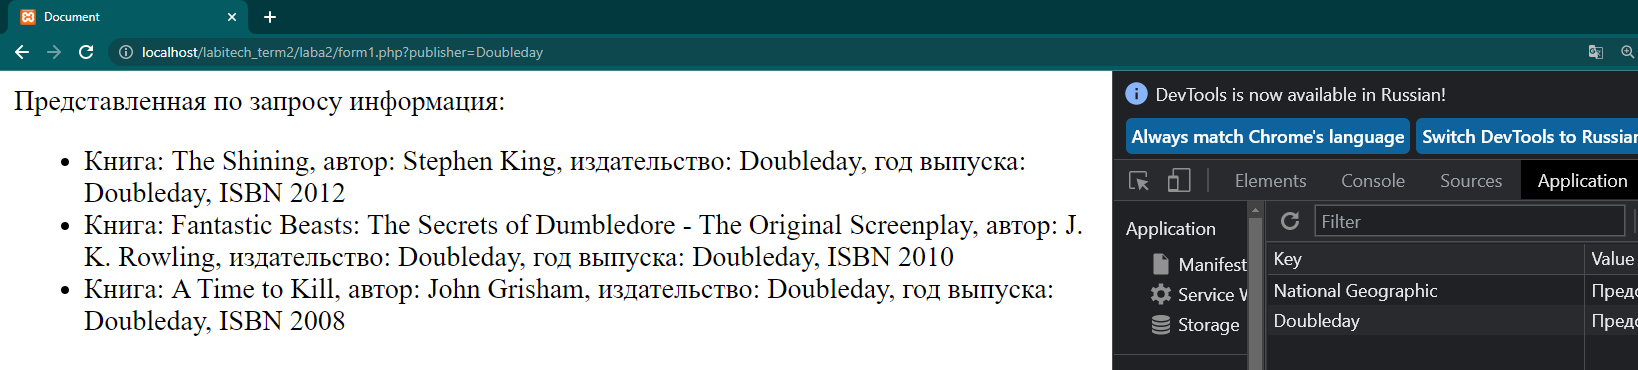 Document
localhost/labitech_term2/laba2/form1.php?publisher=Doubleday
Представленная по запросу информация:
• Книга: The Shining, автор: Stephen King, издательство: Doubleday, год выпуска:
Doubleday, ISBN 2012
• Книга: Fantastic Beasts: The Secrets of Dumbledore - The Original Screenplay, автор: J.
K. Rowling, издательство: Doubleday, год выпуска: Doubleday, ISBN 2010
• Книга: A Time to Kill, автор: John Grisham, издательство: Doubleday, год выпуска:
Doubleday, ISBN 2008
DevTools is now available in Russian!
Always match Chrome's language Switch DevTools to Russian
Elements Console Sources Application
Application
Manifest
Service W
Storage
Filter
Key Value
National Geographic Предс
Doubleday Предс